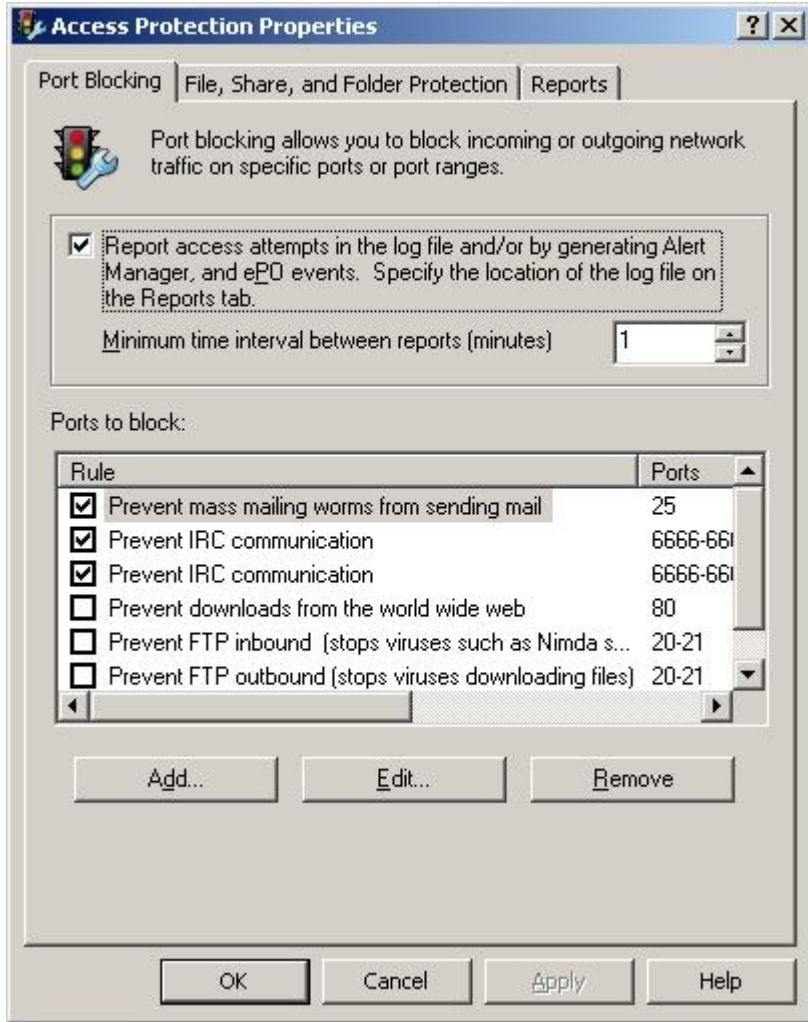 Access Protection Properties
Port Blocking
File, Share, and Folder Protection
Reports
Port blocking allows you to block incoming or outgoing network
traffic on specific ports or port ranges.
Report access attempts in the log file and/or by generating Alert
Manager, and ePO events. Specify the location of the log file on
the Reports tab.
Minimum time interval between reports (minutes) 1
Ports to block:
Rule Ports
Prevent mass mailing worms from sending mail 25
Prevent IRC communication 6666-66
Prevent IRC communication 6666-66
Prevent downloads from the world wide web 80
Prevent FTP inbound (stops viruses such as Nimda s... 20-21
Prevent FTP outbound (stops viruses downloading files) 20-21
Add... Edit... Remove
OK Cancel Apply Help